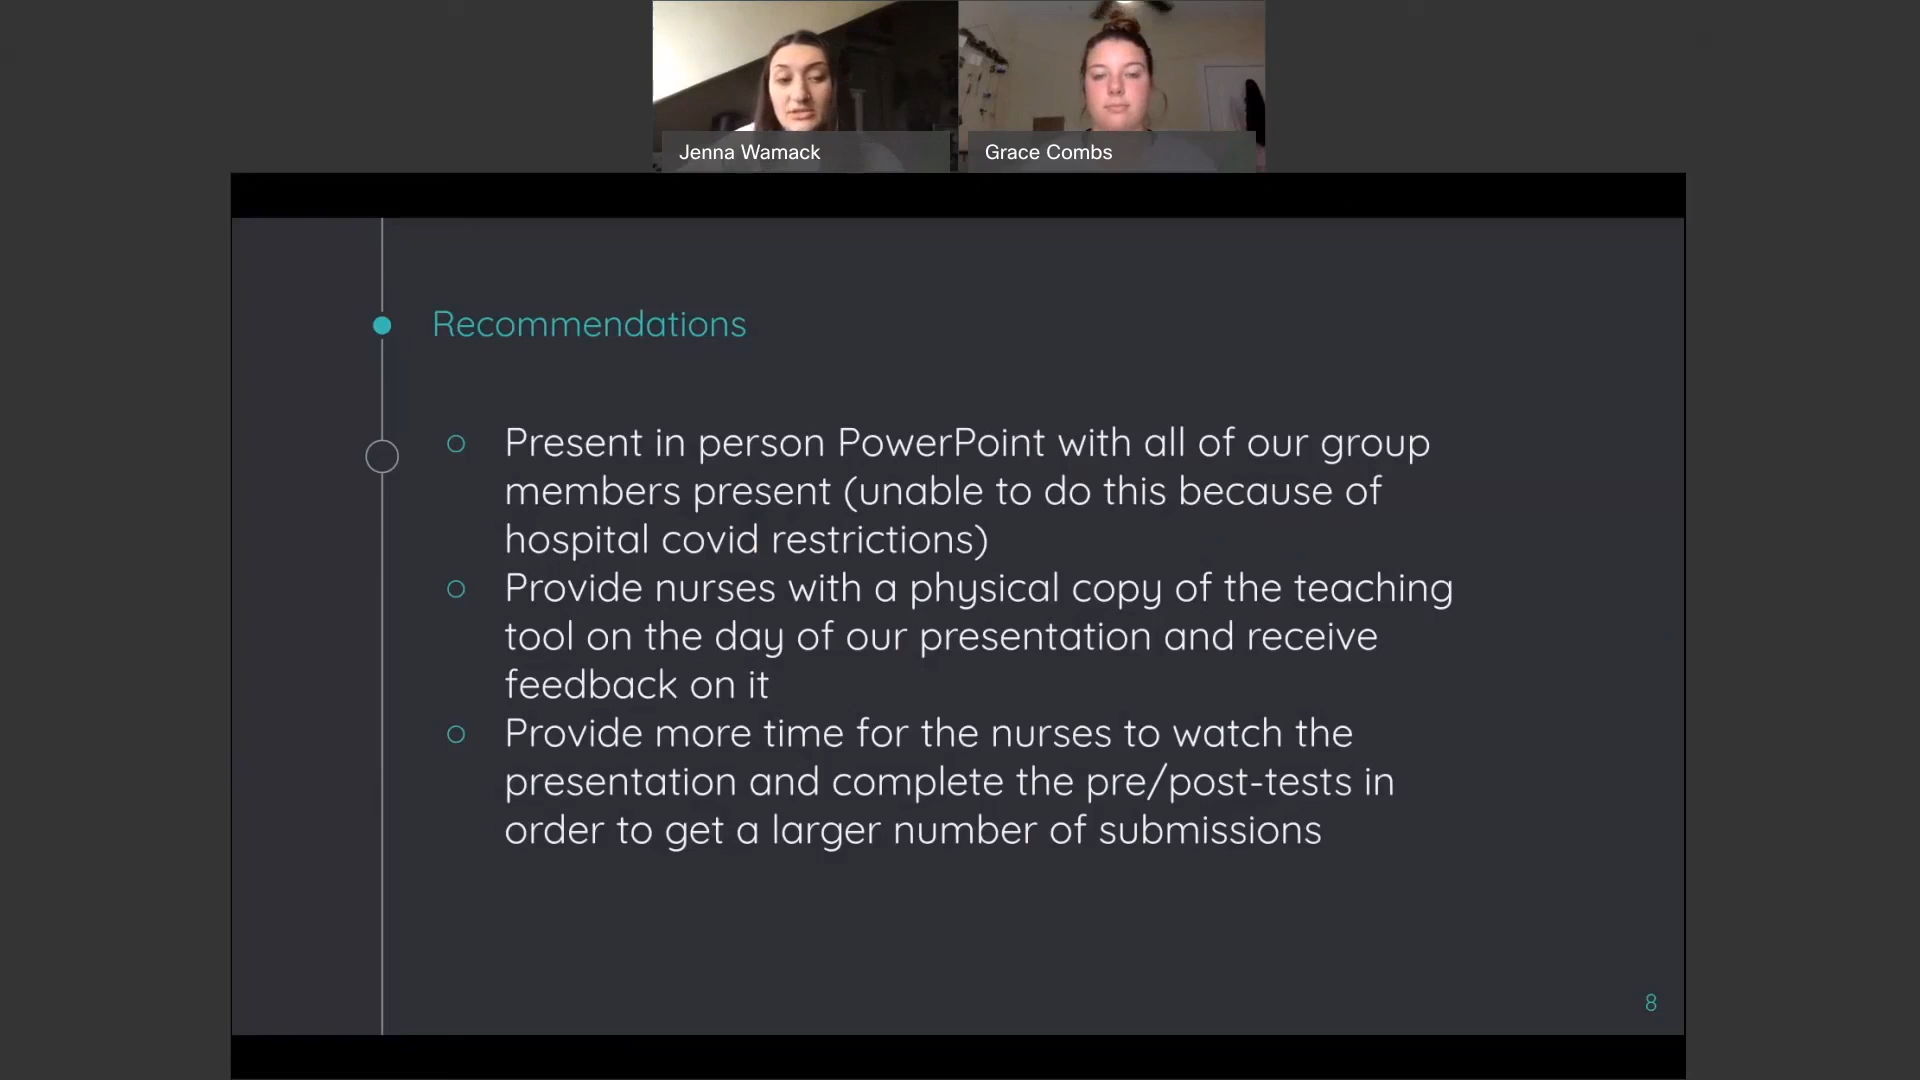 Jenna Wamack
Grace Combs
Recommendations
Present in person PowerPoint with all of our group
members present (unable to do this because of
hospital covid restrictions)
Provide nurses with a physical copy of the teaching
tool on the day of our presentation and receive
feedback on it
Provide more time for the nurses to watch the
presentation and complete the pre/post-tests in
order to get a larger number of submissions
8